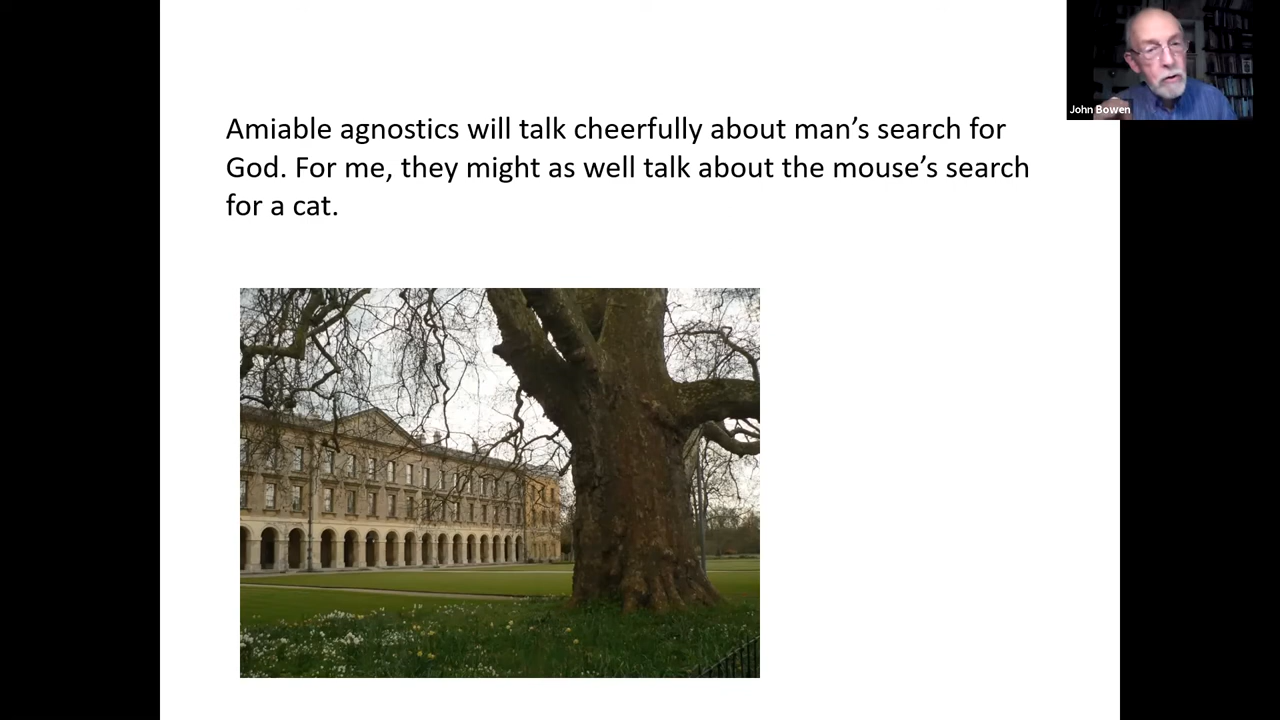 Amiable agnostics will talk cheerfully about man’s search for
God. For me, they might as well talk about the mouse’s search
for a cat.
John Bowen